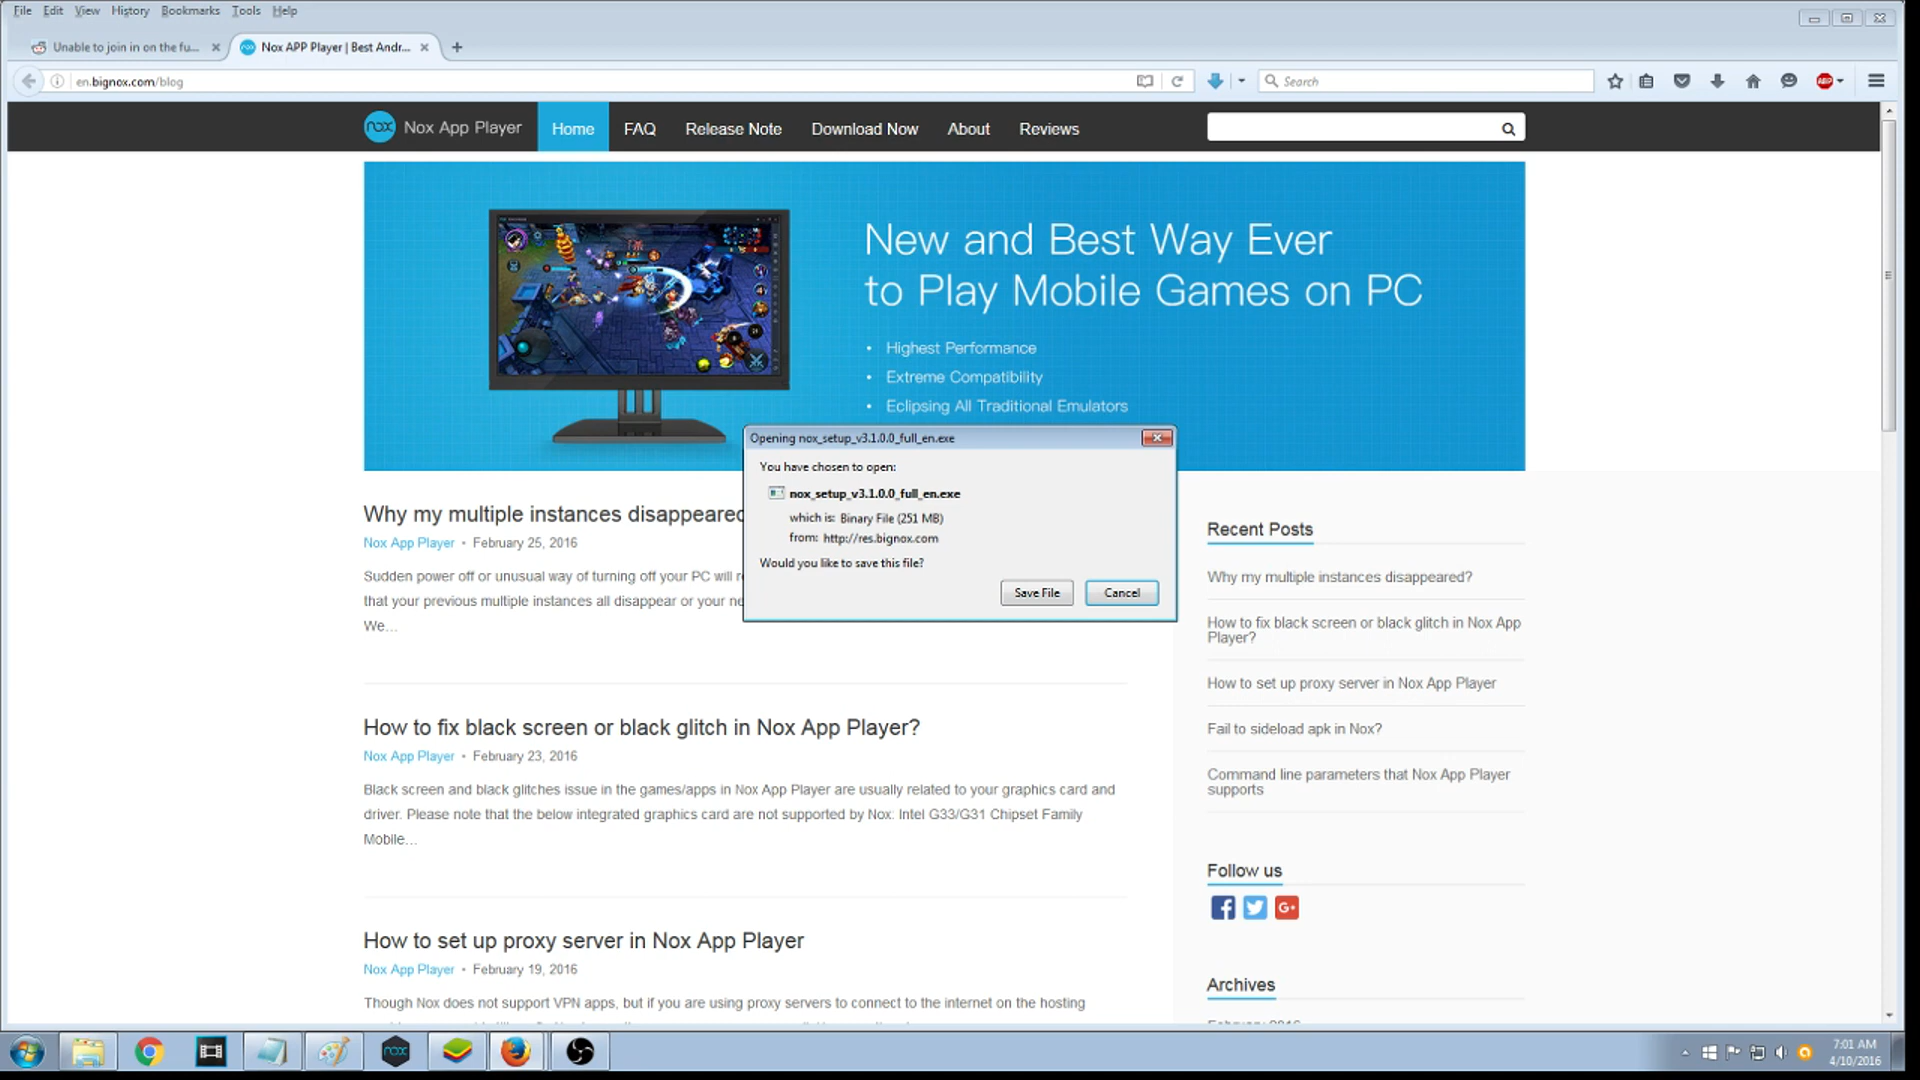 File Edit View History Bookmarks Tools Help
Unable to join in on the fu...
Nox APP Player | Best Andr...
en.bignox.com/blog
Search
ABP
nox Nox App Player
Home FAQ Release Note Download Now About Reviews
New and Best Way Ever
to Play Mobile Games on PC
• Highest Performance
• Extreme Compatibility
• Eclipsing All Traditional Emulators
Opening nox_setup_v3.1.0.0_full_en.exe
You have chosen to open:
nox_setup_v3.1.0.0_full_en.exe
which is: Binary File (251 MB)
from: http://res.bignox.com
Would you like to save this file?
Save File Cancel
Why my multiple instances disappeared
Nox App Player • February 25, 2016
Sudden power off or unusual way of turning off your PC will
that your previous multiple instances all disappear or your
We...
How to fix black screen or black glitch in Nox App Player?
Nox App Player • February 23, 2016
Black screen and black glitches issue in the games/apps in Nox App Player are usually related to your graphics card and
driver. Please note that the below integrated graphics card are not supported by Nox: Intel G33/G31 Chipset Family
Mobile...
How to set up proxy server in Nox App Player
Nox App Player • February 19, 2016
Though Nox does not support VPN apps, but if you are using proxy servers to connect to the internet on the hosting
Recent Posts
Why my multiple instances disappeared?
How to fix black screen or black glitch in Nox App
Player?
How to set up proxy server in Nox App Player
Fail to sideload apk in Nox?
Command line parameters that Nox App Player
supports
Follow us
Archives
February 2016
nox
7:01 AM
4/10/2016